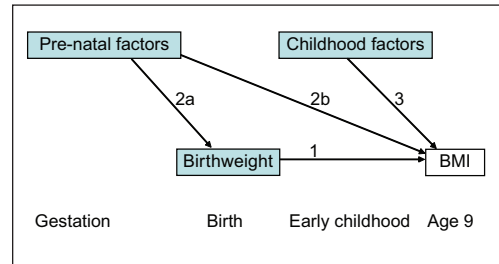 Pre-natal factors
Childhood factors
2a
2b
3
Birthweight
1
BMI
Gestation
Birth
Early childhood
Age 9